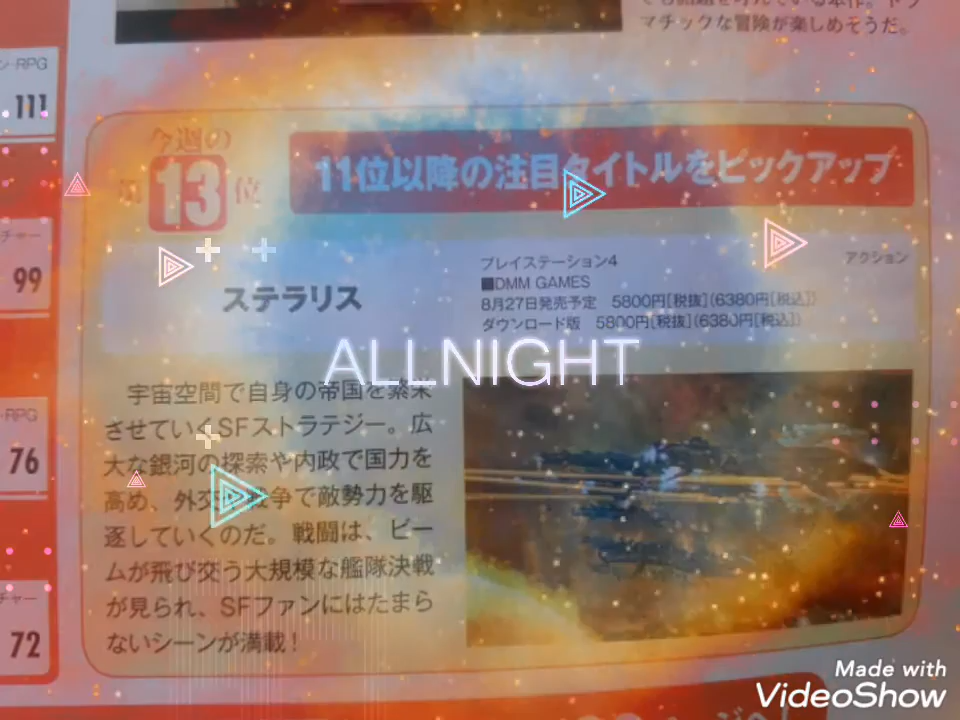 マチックな冒険が楽しめそうだ。
RPG
111
今週の
第13位
11位以降の注目タイトルをピックアップ
チャー
99
ステラリス
プレイステーション4
アクション
■DMM GAMES
8月27日発売予定 5800円[税抜](6380円[税込])
ダウンロード版 5800円[税抜](6380円[税込])
ALLNIGHT
宇宙空間で自身の帝国を繁栄
させていくSFストラテジー。広
大な銀河の探索や内政で国力を
高め、外交や戦争で敵勢力を駆
逐していくのだ。戦闘は、ビー
ムが飛び交う大規模な艦隊決戦
が見られ、SFファンにはたまら
ないシーンが満載！
RPG
76
チャー
72
Made with
VideoShow